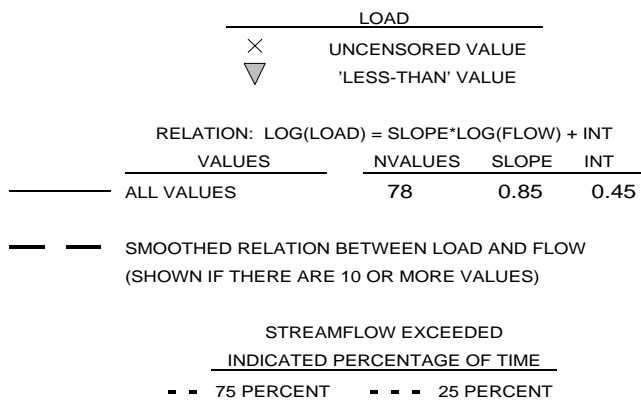 LOAD
UNCENSORED VALUE
'LESS-THAN' VALUE
RELATION: LOG(LOAD) = SLOPE*LOG(FLOW) + INT
VALUES NVALUES SLOPE INT
ALL VALUES 78 0.85 0.45
SMOOTHED RELATION BETWEEN LOAD AND FLOW
(SHOWN IF THERE ARE 10 OR MORE VALUES)
STREAMFLOW EXCEEDED
INDICATED PERCENTAGE OF TIME
75 PERCENT 25 PERCENT